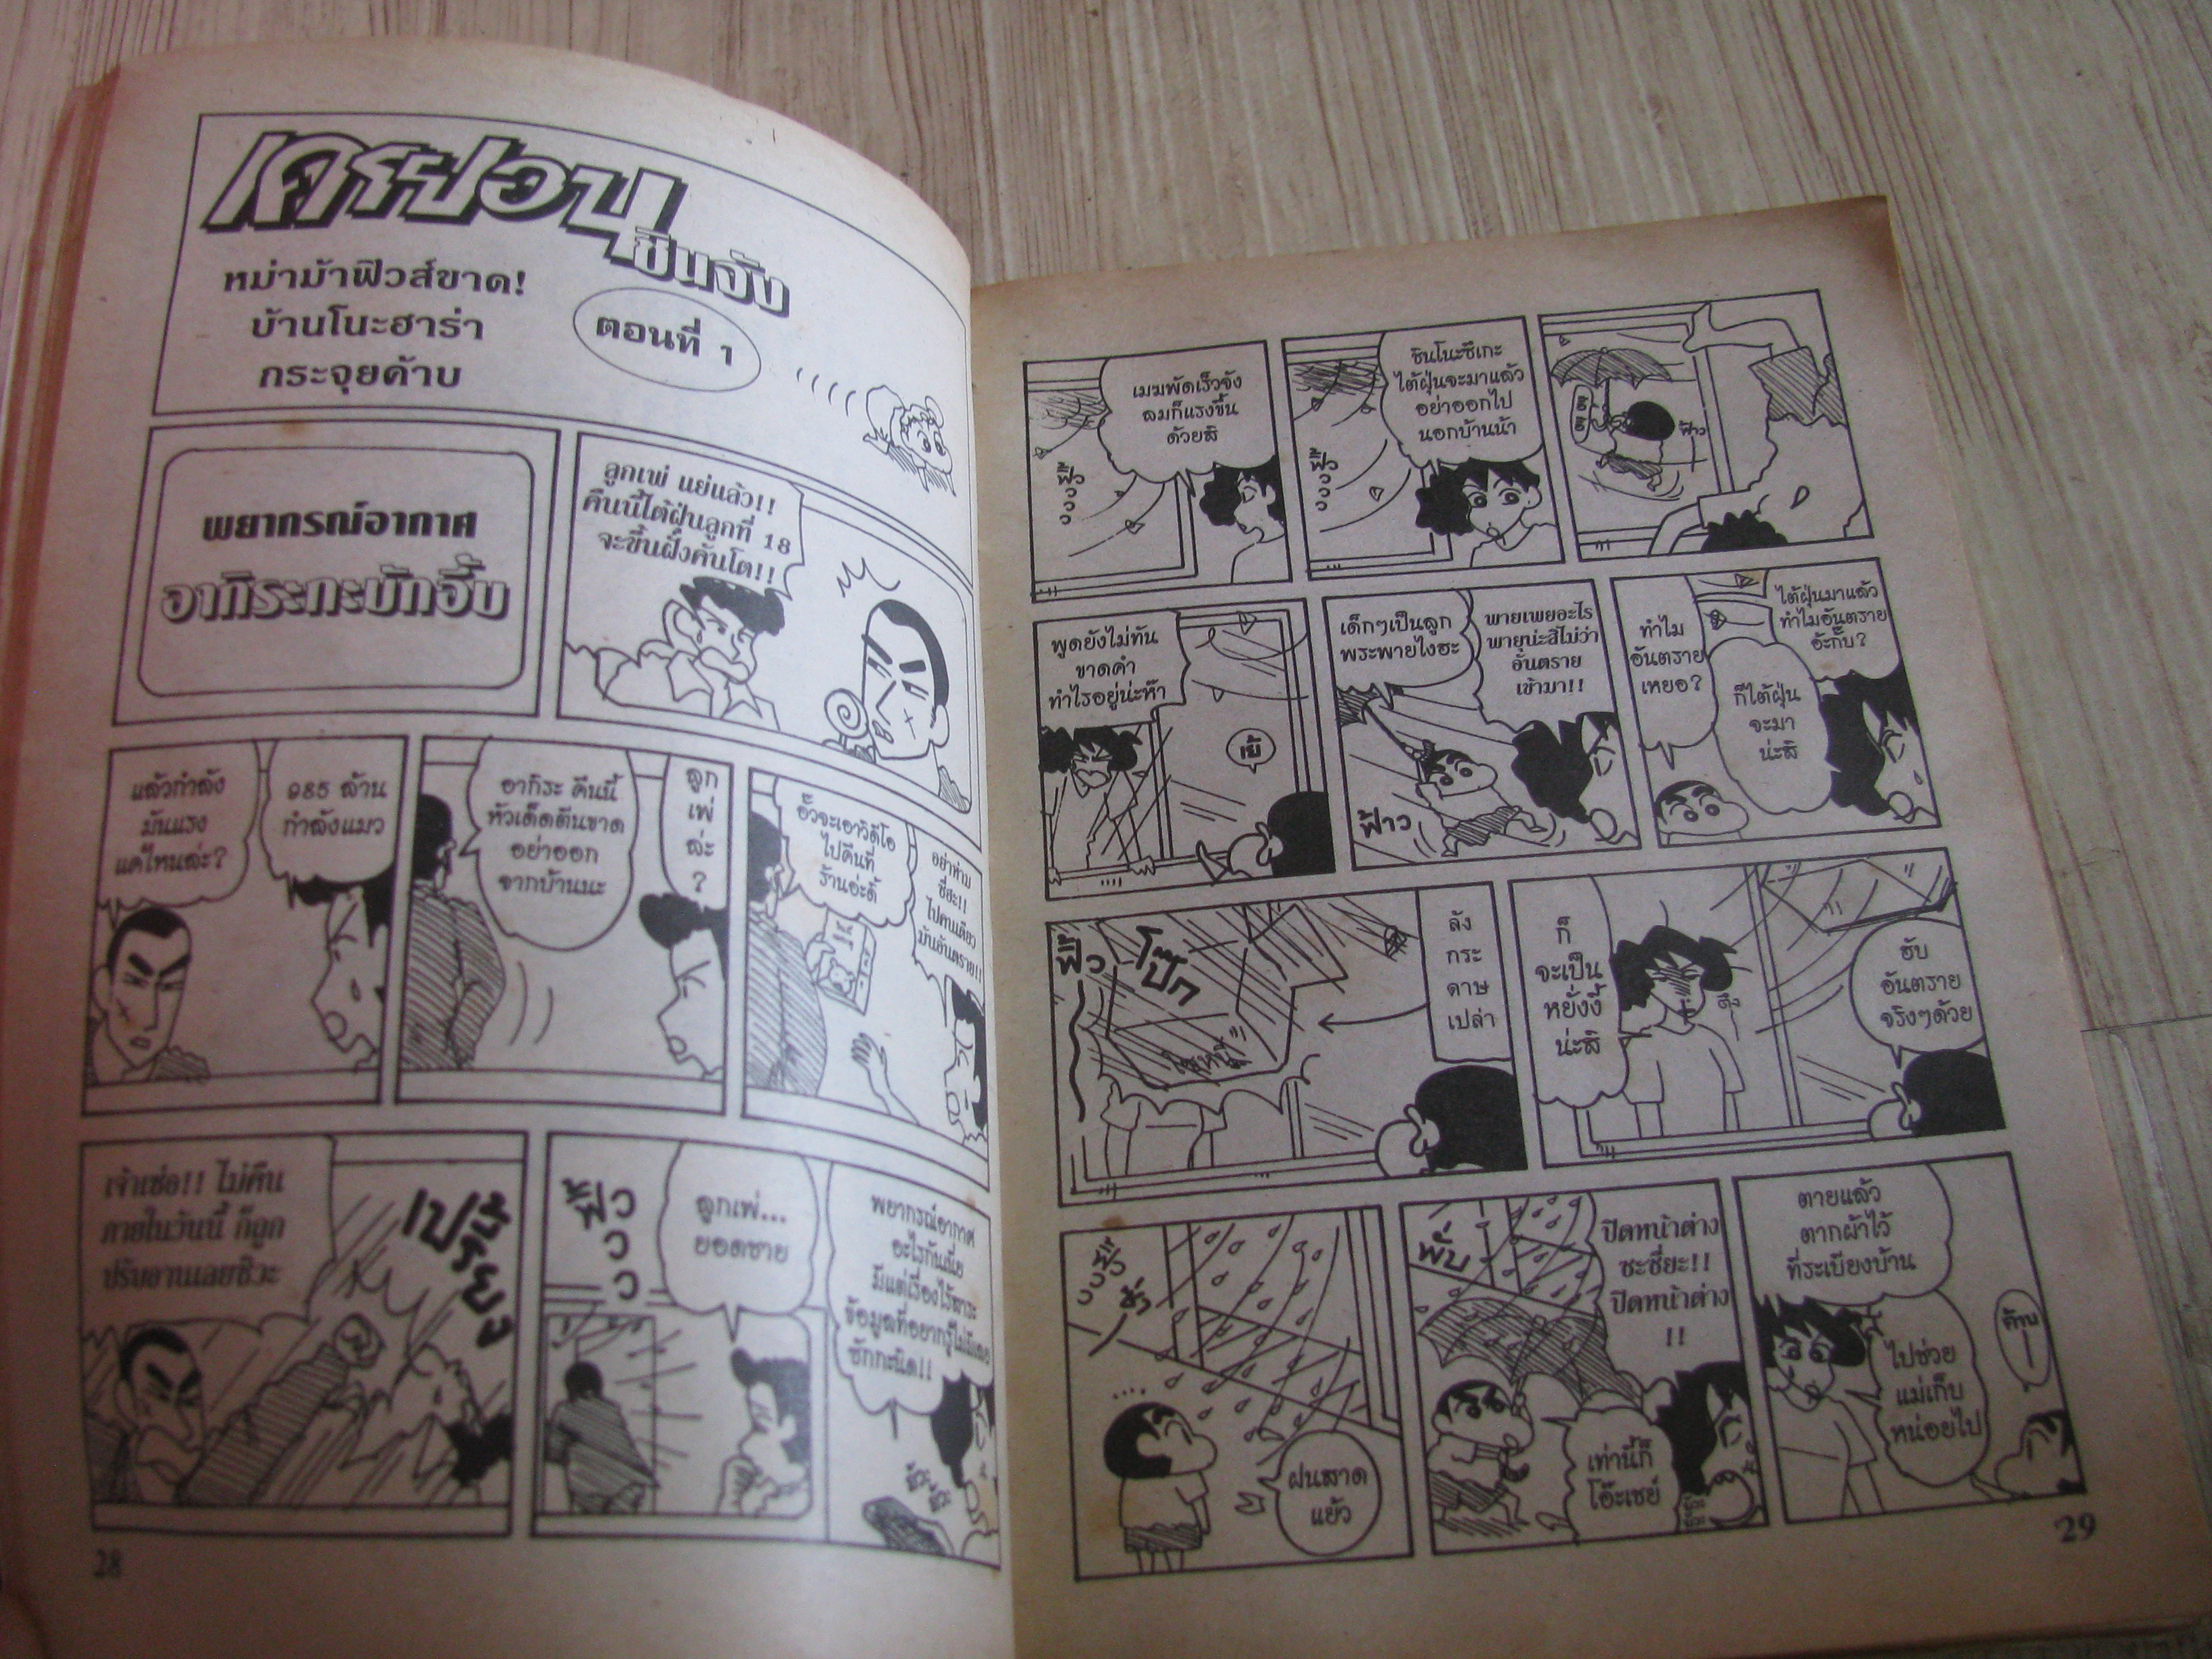 เครยอน
ชินจัง
หม่าม้าฟิวส์ขาด!
บ้านโนะฮาร่า
กระจุยค้าบ
ตอนที่ 1
พยากรณ์อากาศ
อากิระกะบักจิ้บ
ลูกเพ่ แย่แล้ว!!
คืนนี้ไต้ฝุ่นลูกที่ 18
จะขึ้นฝั่งคันโต!!
แล้วกำลัง
มันแรง
แค่ไหนล่ะ?
985 ล้าน
กำลังแมว
อากิระ คืนนี้
หัวเด็ดตีนขาด
อย่าออก
จากบ้านนะ
ลูก
เพ่
ล่ะ
?
อั๊วจะเอาวิดีโอ
ไปคืนที่
ร้านอ่ะดิ้
อย่าห่าม
ซี่ฮะ!!
ไปคนเดียว
มันอันตราย!!
เจ้าเซ่อ!! ไม่คืน
ภายในวันนี้ ก็ถูก
ปรับบานเลยซิวะ
เปรี้ยง
ฟิ้ว
ว
ว
ลูกเพ่...
ยอดชาย
พยากรณ์อากาศ
อะไรกันเนี่ย
มีแต่เรื่องไร้สาระ
ข้อมูลที่อยากรู้ไม่มีเลย
ซักกะนิด!!
28
เมฆพัดเร็วจัง
ลมก็แรงขึ้น
ด้วยสิ
ฟิ้ว
ว
ว
ว
ชินโนะซึเกะ
ไต้ฝุ่นจะมาแล้ว
อย่าออกไป
นอกบ้านน้า
ฟิ้ว
ว
ว
ว
ฟ้าว
พูดยังไม่ทัน
ขาดคำ
ทำไรอยู่น่ะห๊า
เย้
เด็กๆเป็นลูก
พระพายไงฮะ
พายเพยอะไร
พายุน่ะสิไม่ว่า
อันตราย
เข้ามา!!
ฟ้าว
ทำไม
อันตราย
เหยอ?
ไต้ฝุ่นมาแล้ว
ทำไมอันตราย
อ้ะกั๊บ?
ก็ไต้ฝุ่น
จะมา
น่ะสิ
ฟิ้ว
โป๊ก
ลัง
กระ
ดาษ
เปล่า
ก็
จะเป็น
หยั่งงี้
น่ะสิ
ตึง
ฮับ
อันตราย
จริงๆด้วย
ฟิ้ว
ว
ว
ซ่า
ฝนสาด
แย้ว
พั่บ
ปิดหน้าต่าง
ซะซี่ยะ!!
ปิดหน้าต่าง
!!
เท่านี้ก็
โอ๊ะเชย์
ตายแล้ว
ตากผ้าไว้
ที่ระเบียงบ้าน
ไปช่วย
แม่เก็บ
หน่อยไป
ค้าบ
29